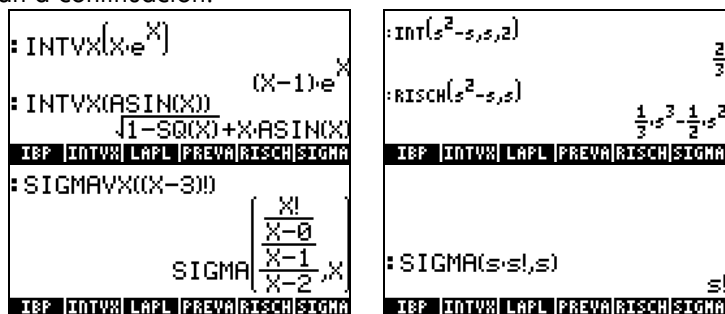 : INTVX(X·e^X)
(X-1)·e^X
: INTVX(ASIN(X))
√1-SQ(X)+X·ASIN(X)
IBP INTVX LAPL PREVA RISCH SIGMA
: SIGMAVX((X-3)!)
SIGMA(X!/(X-0)/(X-1)/(X-2),X)
IBP INTVX LAPL PREVA RISCH SIGMA
:INT(s²-s,s,2)
2/3
:RISCH(s²-s,s)
1/3·s³-1/2·s²
IBP INTVX LAPL PREVA RISCH SIGMA
: SIGMA(s·s!,s)
s!
IBP INTVX LAPL PREVA RISCH SIGMA